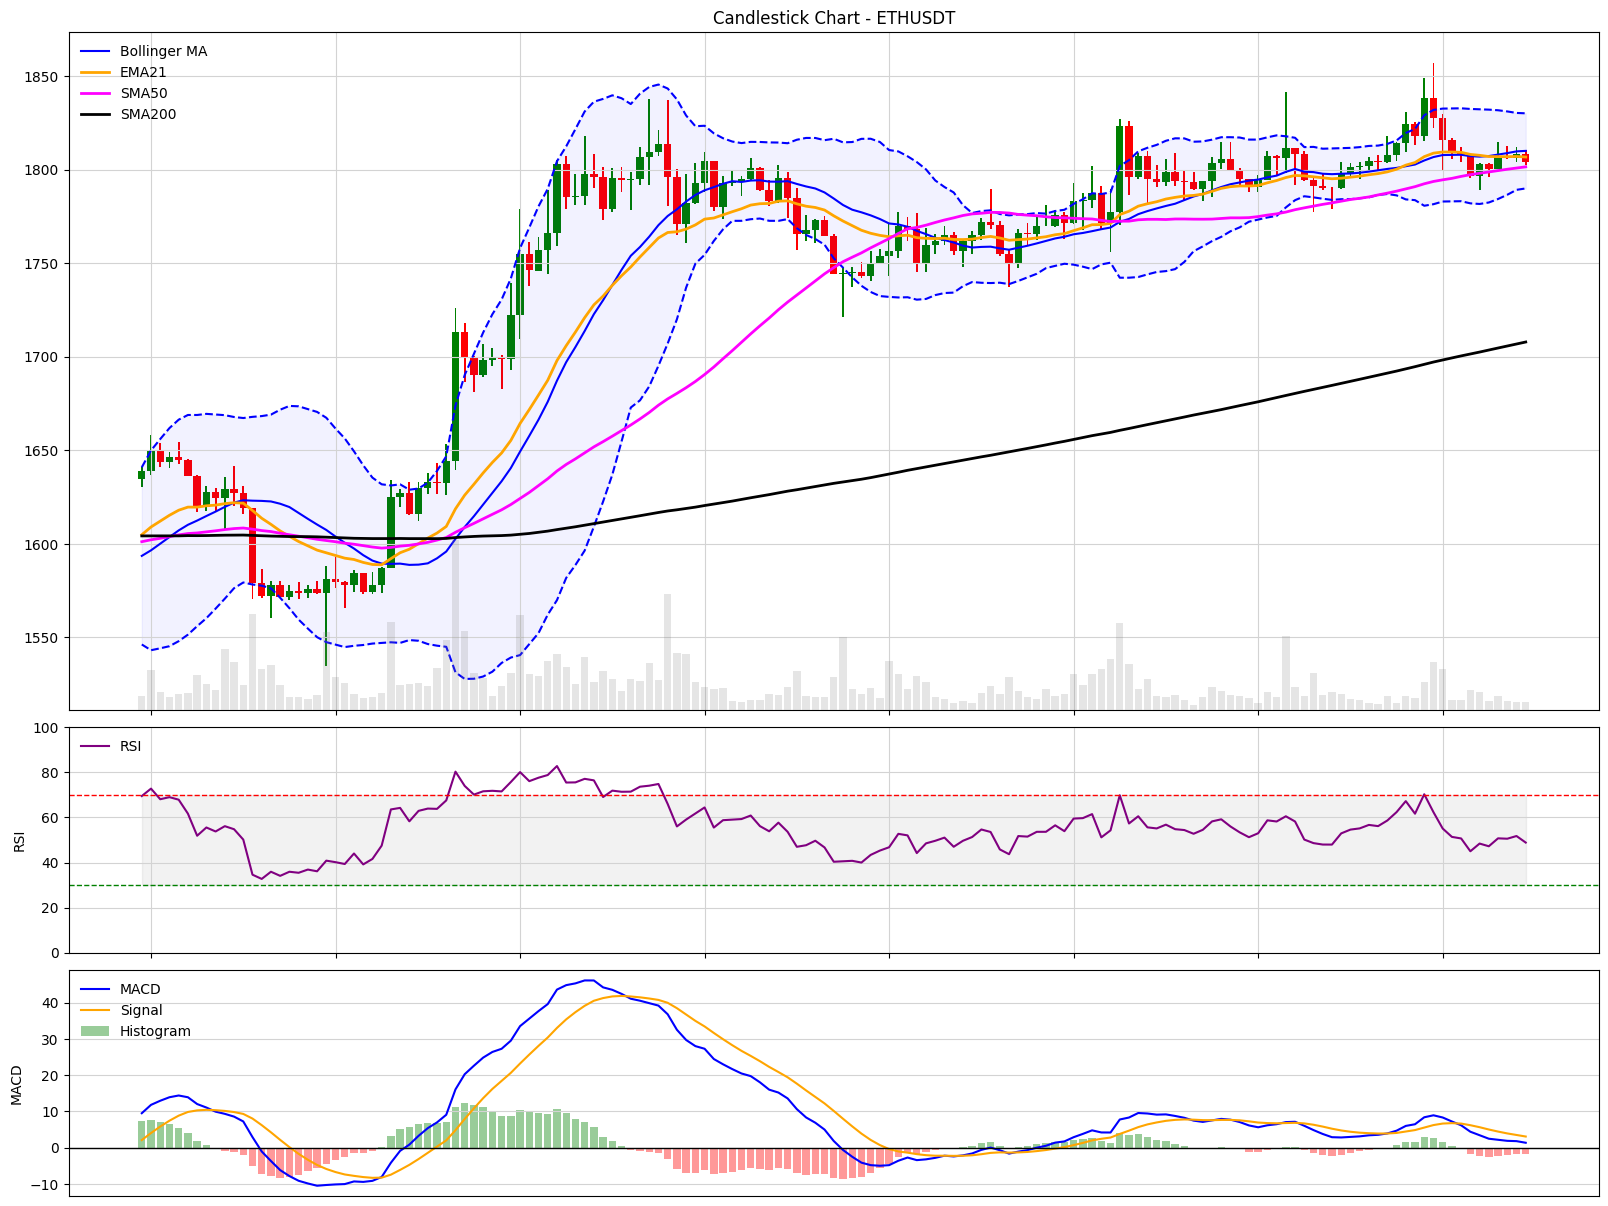 Candlestick Chart - ETHUSDT
Bollinger MA
EMA21
SMA50
SMA200
1850
1800
1750
1700
1650
1600
1550
RSI
100
80
60
40
20
0
RSI
MACD
Signal
Histogram
40
30
20
10
0
−10
MACD